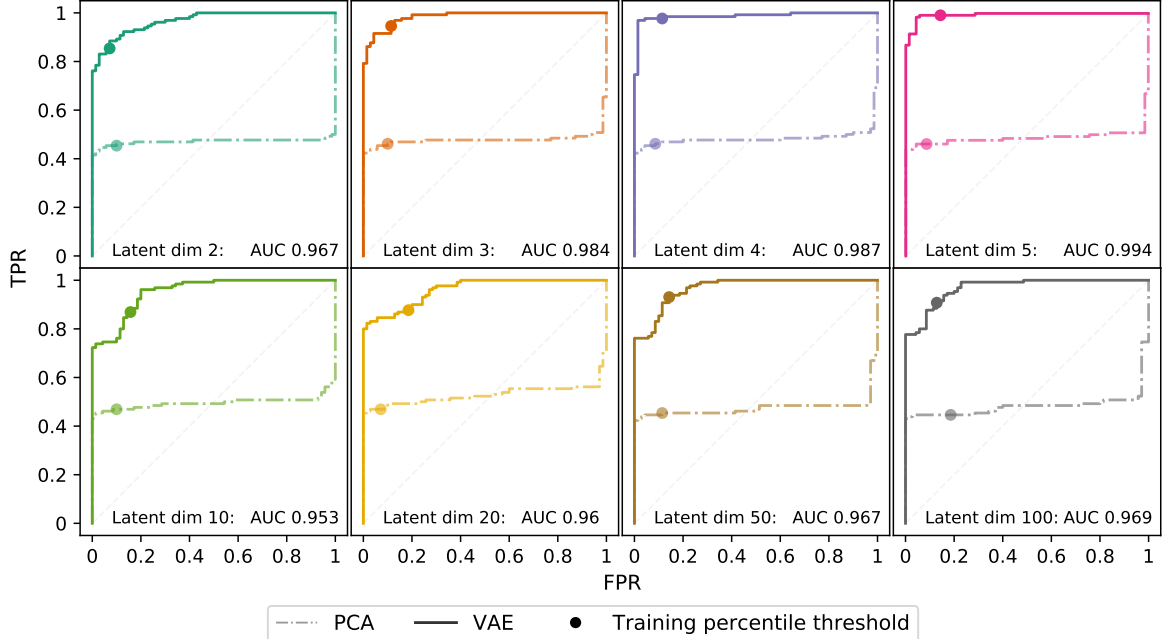 1
0.8
0.6
0.4
0.2
0
Latent dim 2: AUC 0.967
Latent dim 3: AUC 0.984
Latent dim 4: AUC 0.987
Latent dim 5: AUC 0.994
TPR
1
0.8
0.6
0.4
0.2
0
Latent dim 10: AUC 0.953
Latent dim 20: AUC 0.96
Latent dim 50: AUC 0.967
Latent dim 100: AUC 0.969
0 0.2 0.4 0.6 0.8 1
0 0.2 0.4 0.6 0.8 1
0 0.2 0.4 0.6 0.8 1
0 0.2 0.4 0.6 0.8 1
FPR
PCA VAE Training percentile threshold